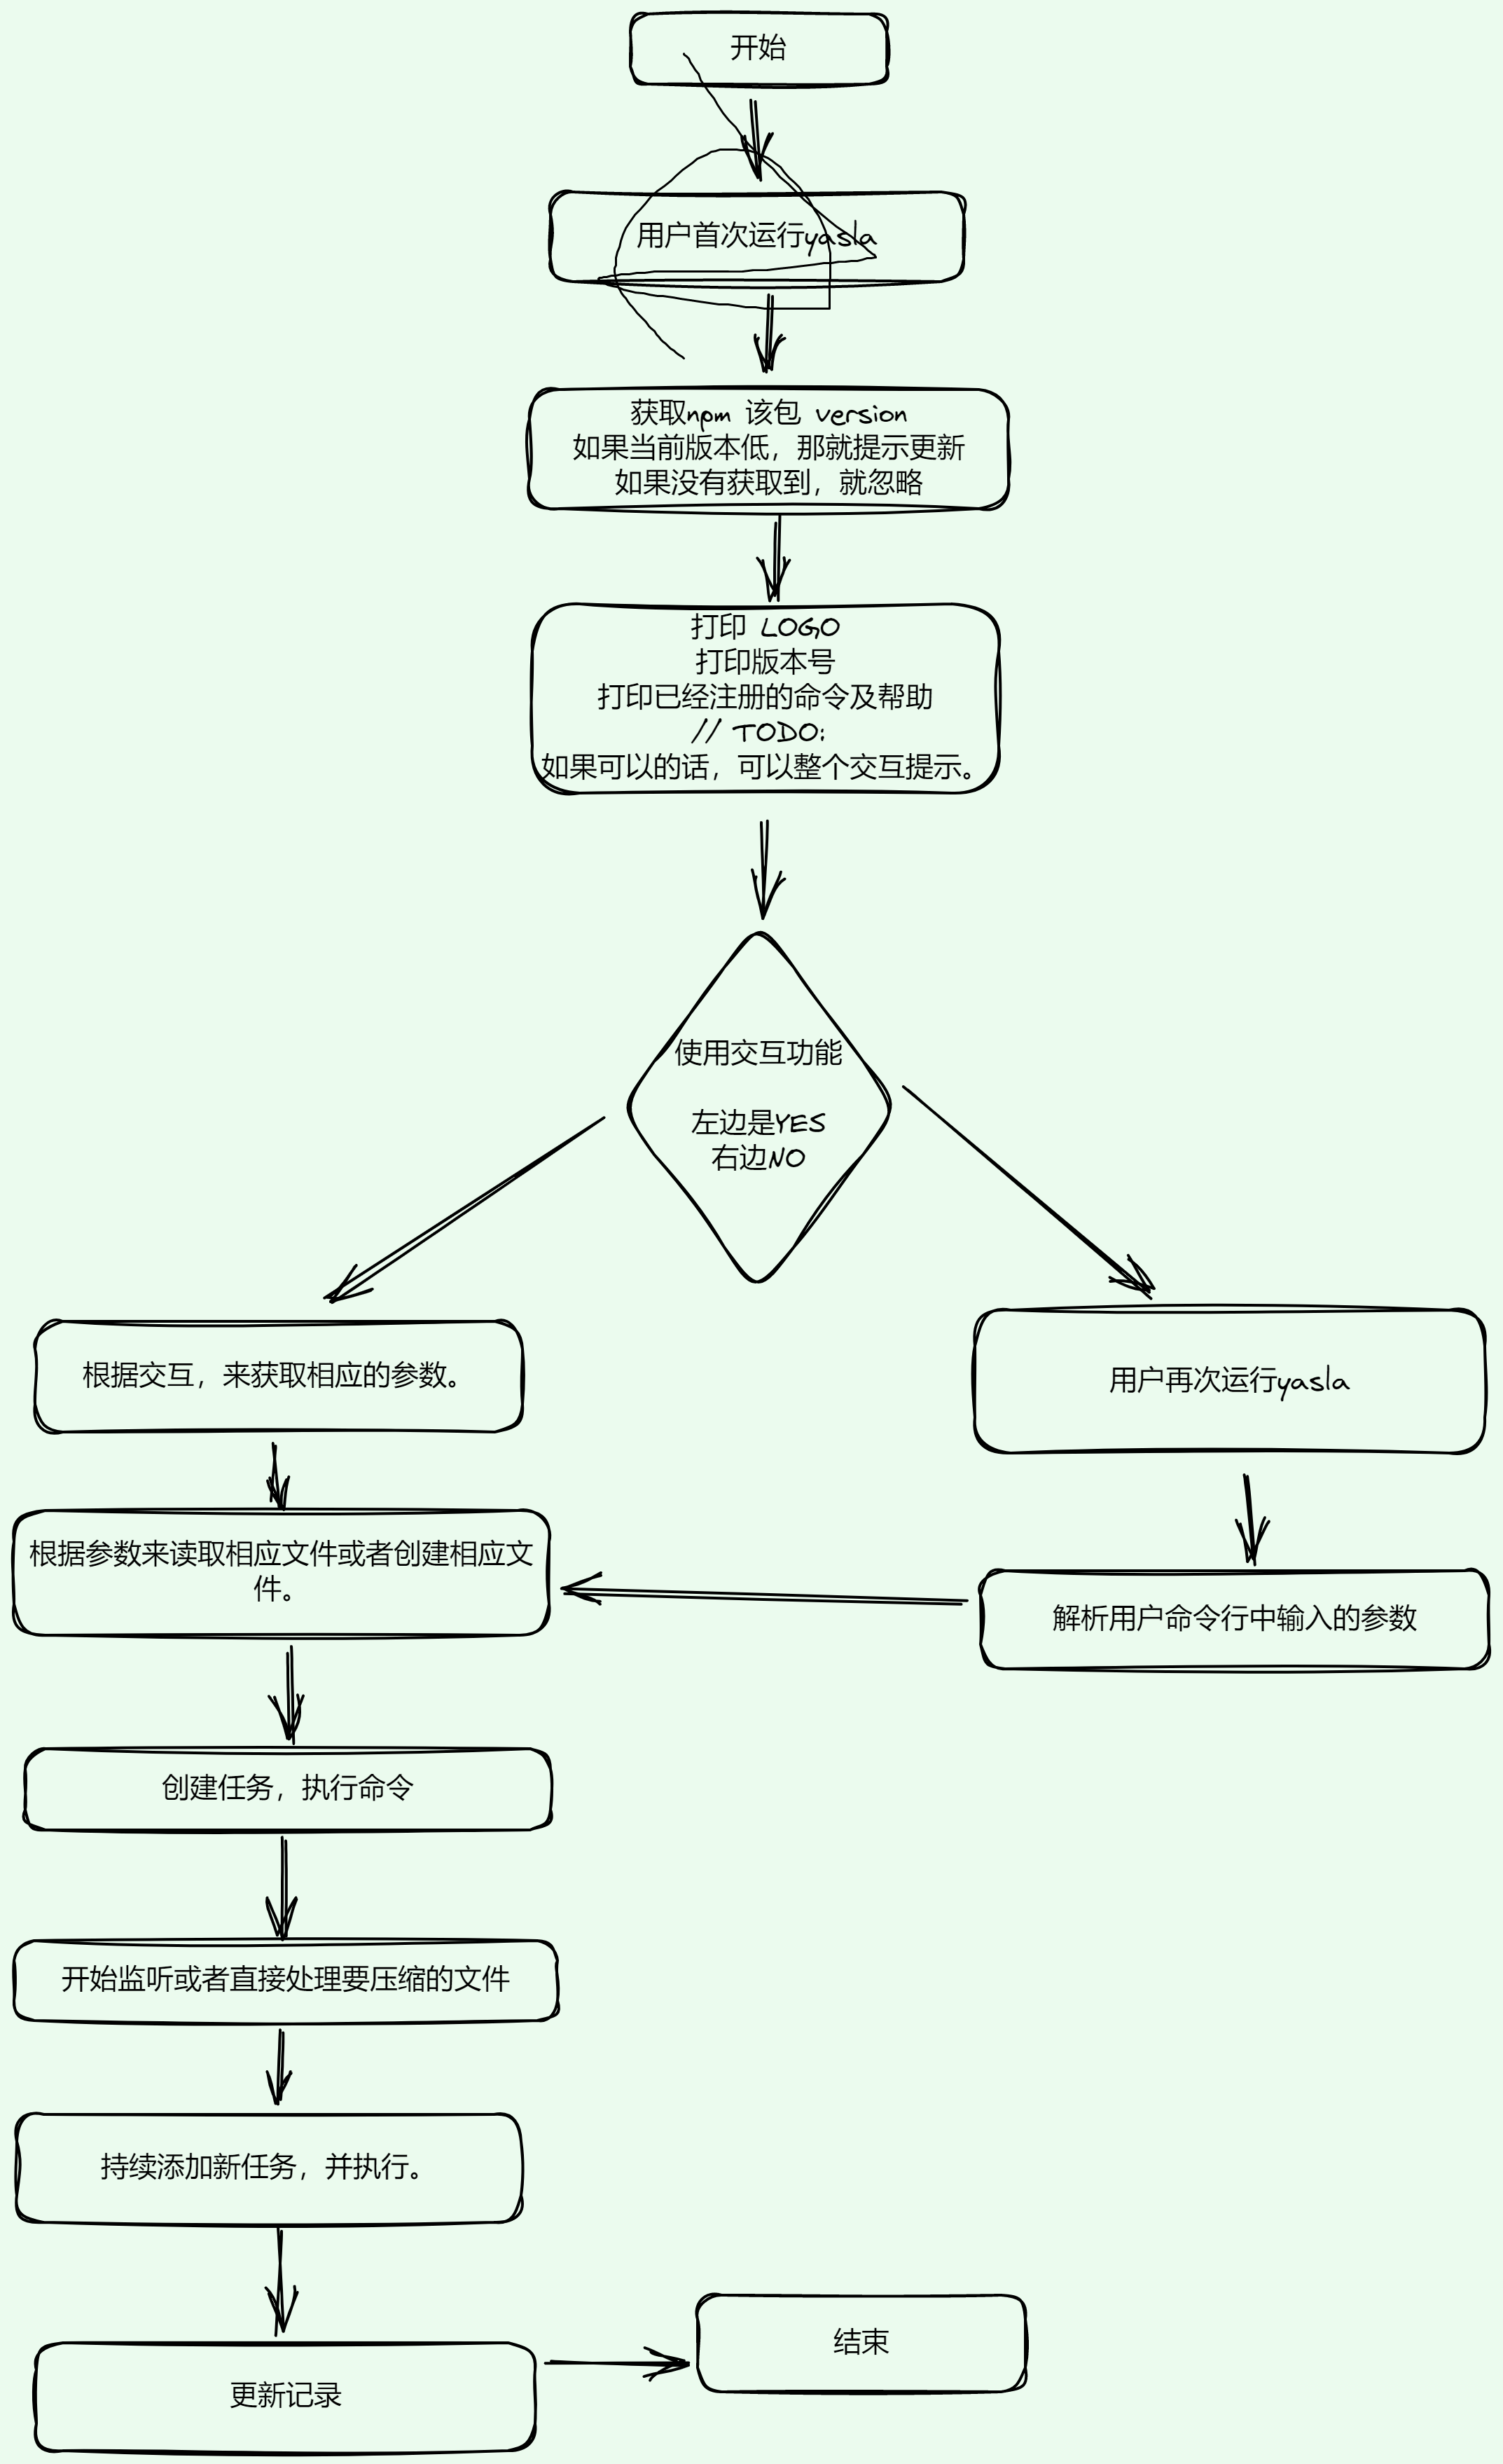 开始
用户首次运行yasla
获取npm 该包 version
如果当前版本低，那就提示更新
如果没有获取到，就忽略
打印 LOGO
打印版本号
打印已经注册的命令及帮助
// TODO:
如果可以的话，可以整个交互提示。
使用交互功能
左边是YES
右边NO
根据交互，来获取相应的参数。
用户再次运行yasla
根据参数来读取相应文件或者创建相应文
件。
解析用户命令行中输入的参数
创建任务，执行命令
开始监听或者直接处理要压缩的文件
持续添加新任务，并执行。
更新记录
结束